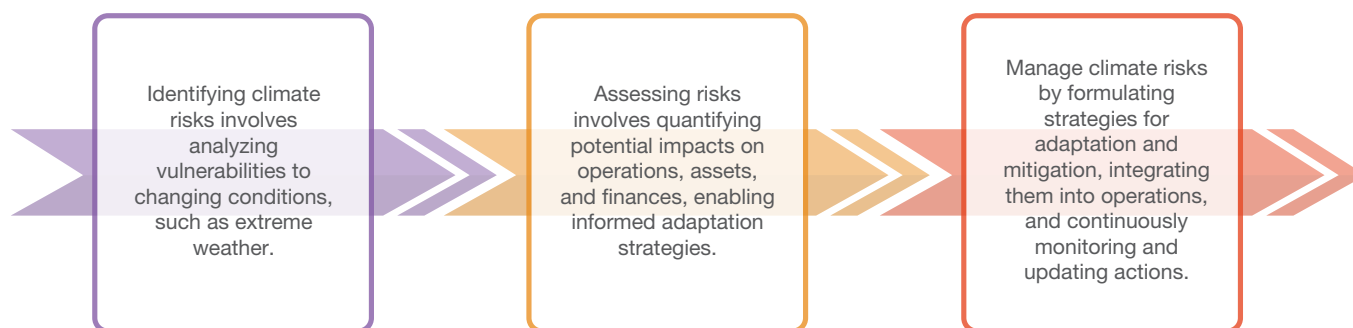 Identifying climate
risks involves
analyzing
vulnerabilities to
changing conditions,
such as extreme
weather.
Assessing risks
involves quantifying
potential impacts on
operations, assets,
and finances, enabling
informed adaptation
strategies.
Manage climate risks
by formulating
strategies for
adaptation and
mitigation, integrating
them into operations,
and continuously
monitoring and
updating actions.